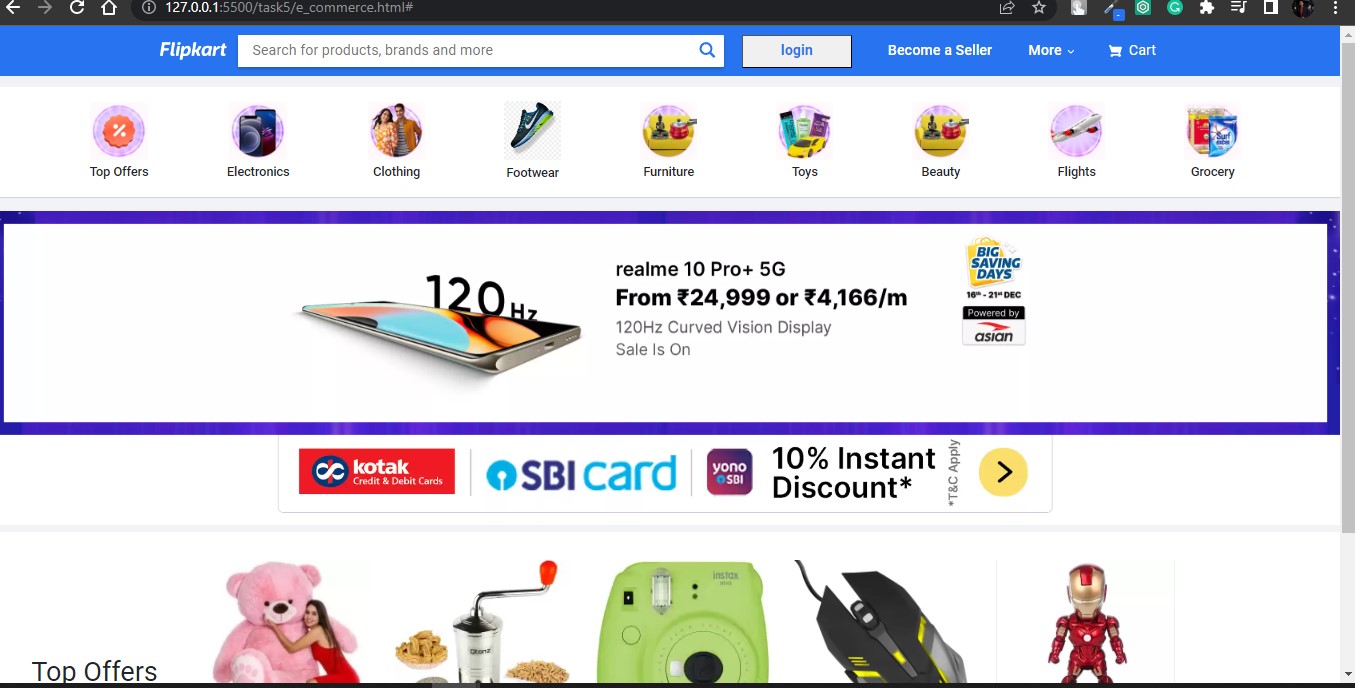 127.0.0.1:5500/task5/e_commerce.html#
Flipkart
Search for products, brands and more
login
Become a Seller
More
Cart
Top Offers
Electronics
Clothing
Footwear
Furniture
Toys
Beauty
Flights
Grocery
Surf excel
120Hz
realme 10 Pro+ 5G
From ₹24,999 or ₹4,166/m
120Hz Curved Vision Display
Sale Is On
BIG
SAVING
DAYS
16th - 21st DEC
Powered by
asian
kotak
Credit & Debit Cards
SBI card
yono
SBI
10% Instant
Discount*
*T&C Apply
Top Offers
instax
mini